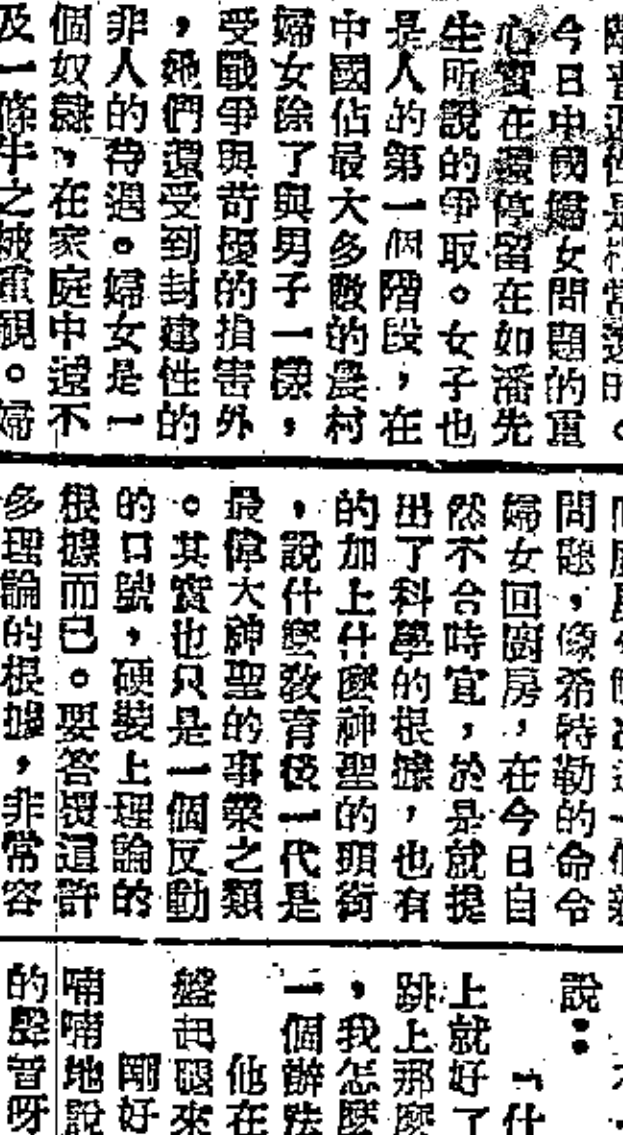 今日中國婦女問題的重
心實在還停留在如潘先
生所說的爭取。女子也
是人的第一個階段，在
中國佔最大多數的農村
婦女除了與男子一樣，
受戰爭與苛擾的損害外
，她們還受到封建性的
非人的待遇。婦女是一
個奴隸，在家庭中遠不
及一條牛之被重視。婦
問題，像希特勒的命令
婦女回廚房，在今日自
然不合時宜，於是就提
出了科學的根據，也有
的加上什麼神聖的頭銜
，說什麼教育後一代是
最偉大神聖的事業之類
。其實也只是一個反動
的口號，硬裝上理論的
根據而已。要答覆這許
多理論的根據，非常容
說：
「什
上就好了
跳上那麼
，我怎麼
一個辦法
他在
盤起腿來
剛好
喃喃地說
的聲音呀